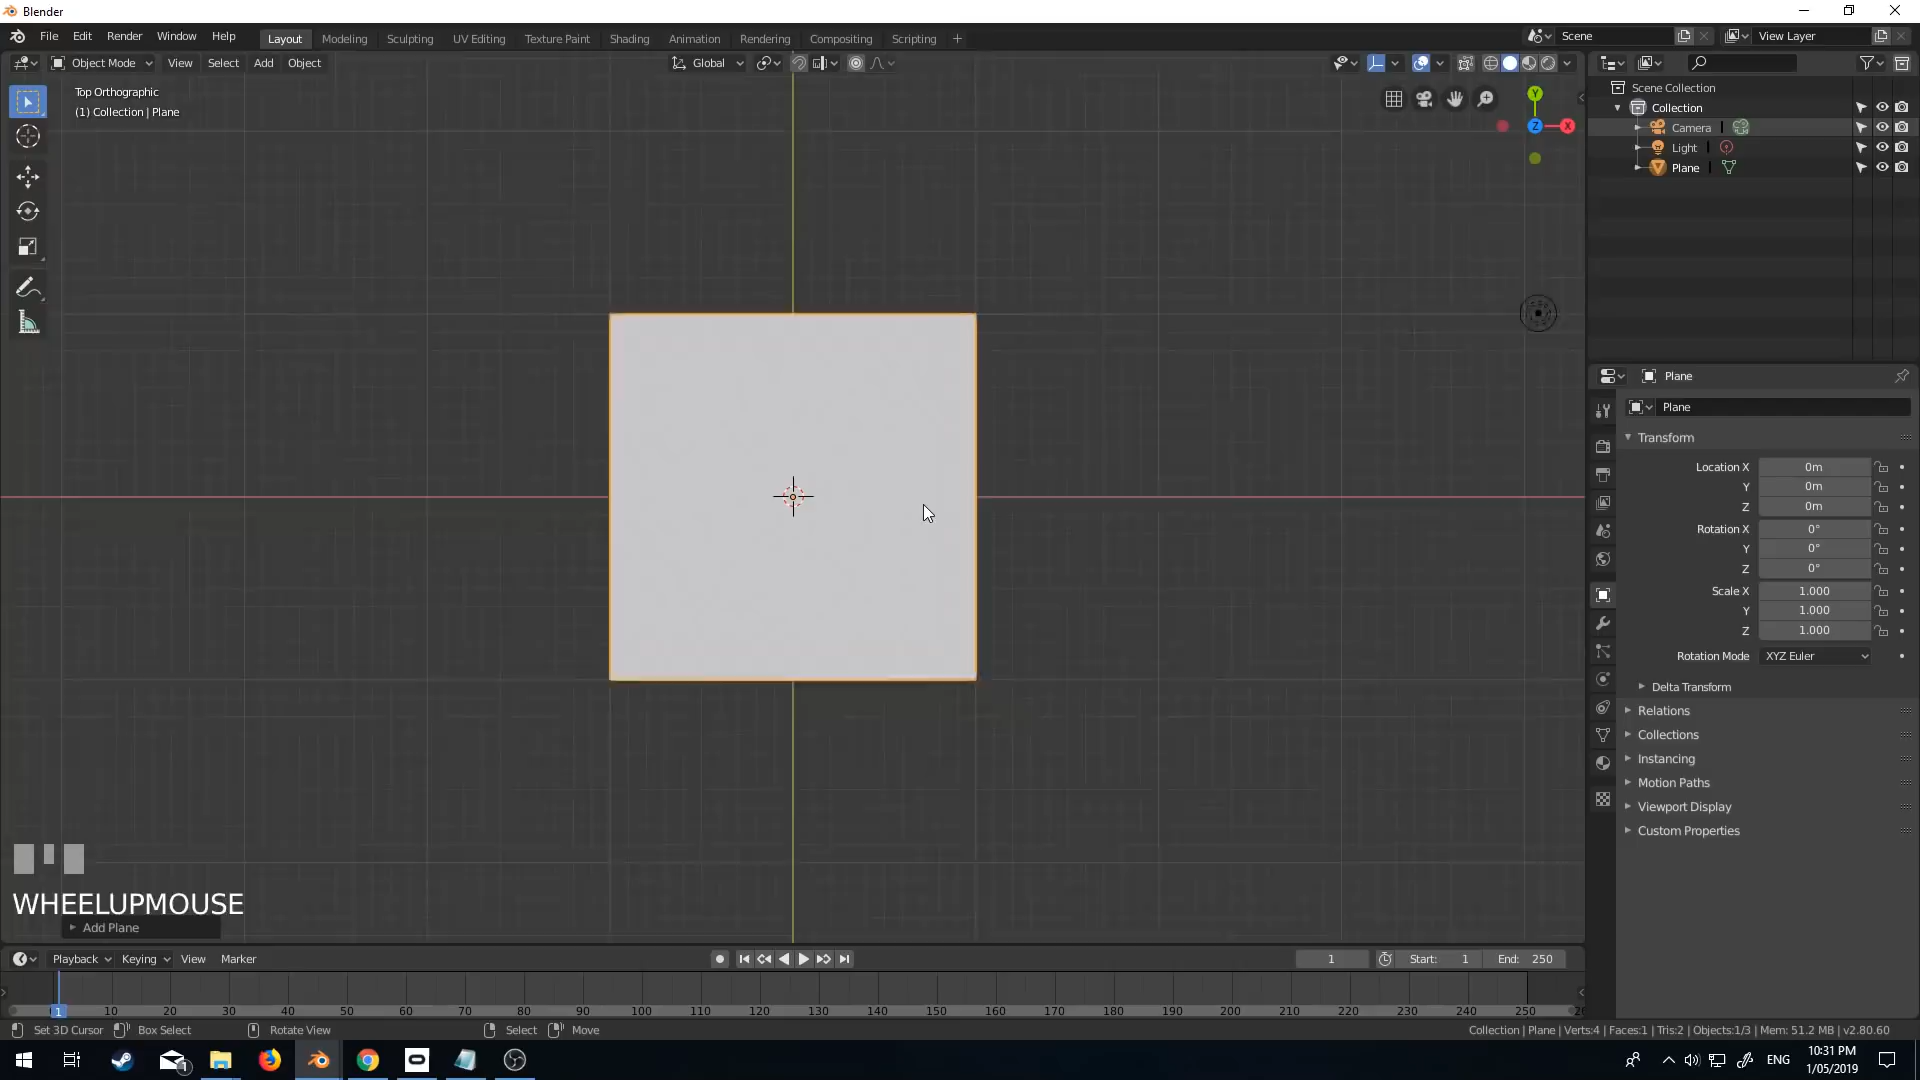 Blender
File Edit Render Window Help Layout Modeling Sculpting UV Editing Texture Paint Shading Animation Rendering Compositing Scripting + Scene View Layer
Object Mode View Select Add Object Global
Top Orthographic
(1) Collection | Plane
Y
Z X
Scene Collection
Collection
Camera
Light
Plane
Plane
Plane
Transform
Location X 0m
Y 0m
Z 0m
Rotation X 0°
Y 0°
Z 0°
Scale X 1.000
Y 1.000
Z 1.000
Rotation Mode XYZ Euler
Delta Transform
Relations
Collections
Instancing
Motion Paths
Viewport Display
Custom Properties
WHEELUPMOUSE
Add Plane
Playback Keying View Marker 1 Start: 1 End: 250
1 10 20 30 40 50 60 70 80 90 100 110 120 130 140 150 160 170 180 190 200 210 220 230 240 250
Set 3D Cursor Box Select Rotate View Select Move Collection | Plane | Verts:4 | Faces:1 | Tris:2 | Objects:1/3 | Mem: 51.2 MB | v2.80.60
1 ENG 10:31 PM
1/05/2019